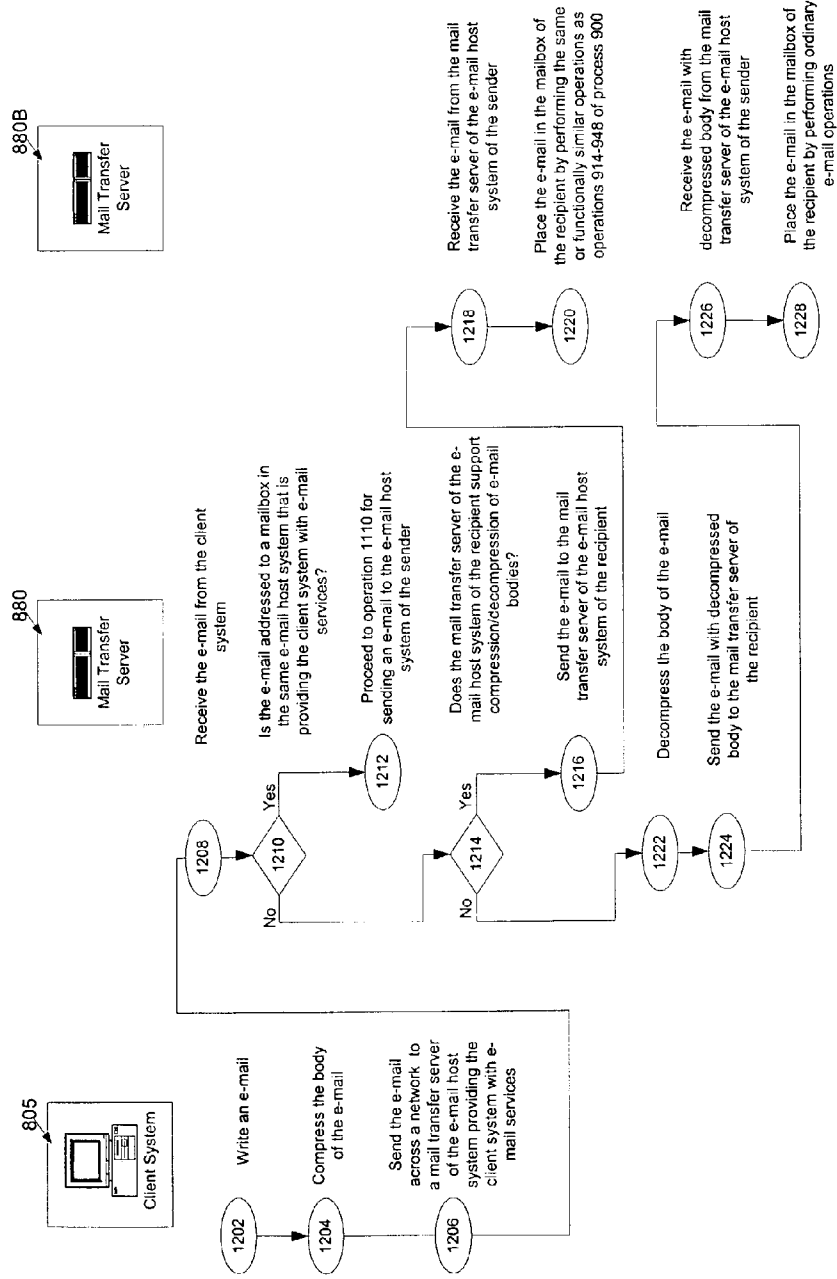 805
Client System
1202
Write an e-mail
1204
Compress the body
of the e-mail
1206
Send the e-mail
across a network to
a mail transfer server
of the e-mail host
system providing the
client system with e-
mail services
880
Mail Transfer
Server
1208
Receive the e-mail from the client
system
1210
Is the e-mail addressed to a mailbox in
the same e-mail host system that is
providing the client system with e-mail
services?
No
Yes
1212
Proceed to operation 1110 for
sending an e-mail to the e-mail host
system of the sender
1214
Does the mail transfer server of the e-
mail host system of the recipient support
compression/decompression of e-mail
bodies?
No
Yes
1216
Send the e-mail to the mail
transfer server of the e-mail host
system of the recipient
1222
Decompress the body of the e-mail
1224
Send the e-mail with decompressed
body to the mail transfer server of
the recipient
880B
Mail Transfer
Server
1218
Receive the e-mail from the mail
transfer server of the e-mail host
system of the sender
1220
Place the e-mail in the mailbox of
the recipient by performing the same
or functionally similar operations as
operations 914-948 of process 900
1226
Receive the e-mail with
decompressed body from the mail
transfer server of the e-mail host
system of the sender
1228
Place the e-mail in the mailbox of
the recipient by performing ordinary
e-mail operations